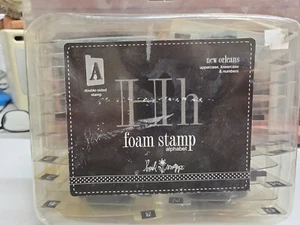 A
double-sided
stamp
new orleans
uppercase, lowercase
& numbers
Hh
foam stamp
alphabet